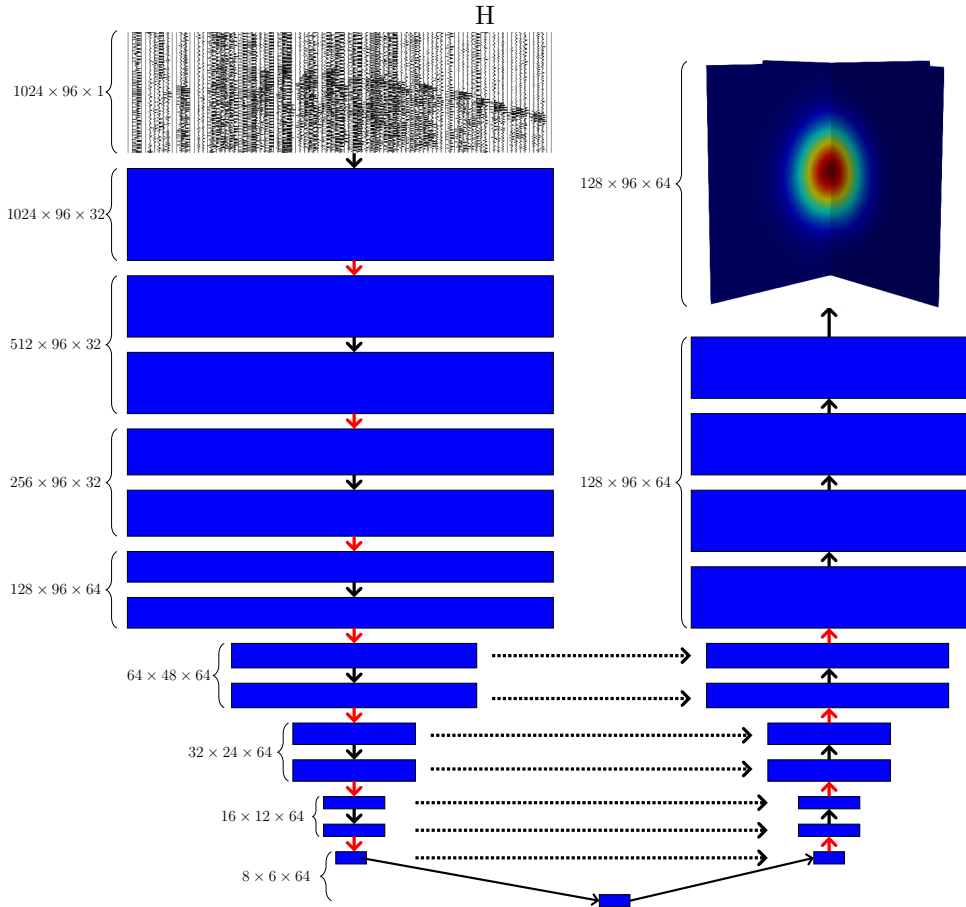 H
1024 × 96 × 1
1024 × 96 × 32
512 × 96 × 32
256 × 96 × 32
128 × 96 × 64
64 × 48 × 64
32 × 24 × 64
16 × 12 × 64
8 × 6 × 64
128 × 96 × 64
128 × 96 × 64